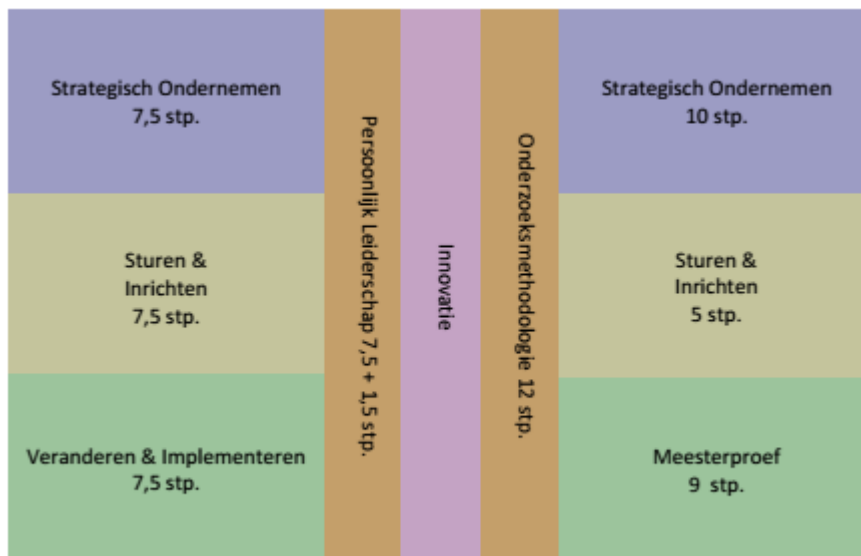 Strategisch Ondernemen
7,5 stp.
Sturen &
Inrichten
7,5 stp.
Veranderen & Implementeren
7,5 stp.
Persoonlijk Leiderschap 7,5 + 1,5 stp.
Innovatie
Onderzoeksmethodologie 12 stp.
Strategisch Ondernemen
10 stp.
Sturen &
Inrichten
5 stp.
Meesterproef
9 stp.